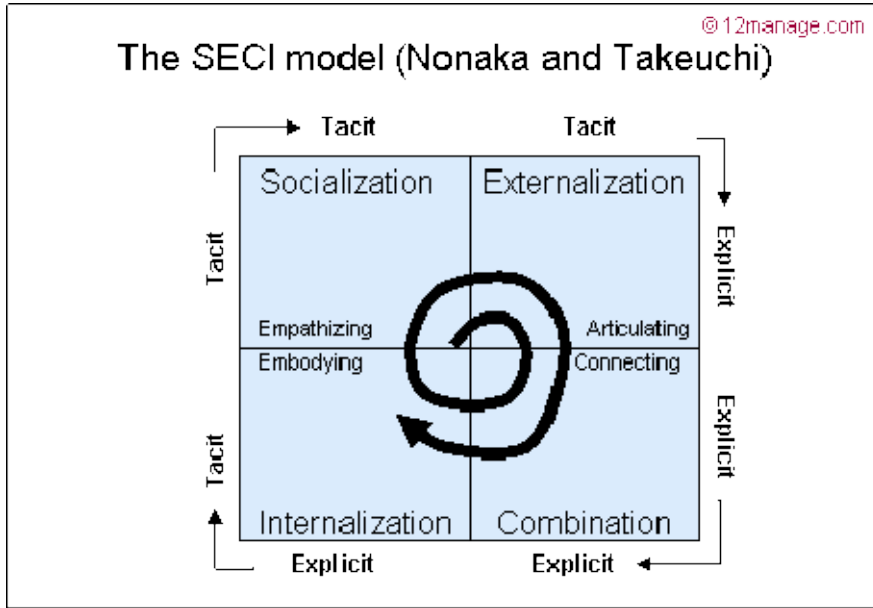 ©12manage.com
The SECI model (Nonaka and Takeuchi)
Tacit Tacit
Socialization Externalization
Tacit Explicit
Empathizing Articulating
Embodying Connecting
Tacit Explicit
Internalization Combination
Explicit Explicit